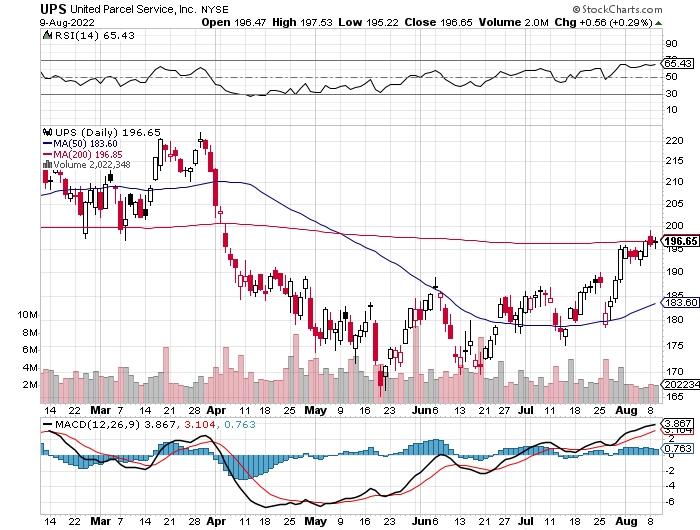 UPS United Parcel Service, Inc. NYSE © StockCharts.com
9-Aug-2022 Open 196.47 High 197.53 Low 195.22 Close 196.65 Volume 2.0M Chg +0.56 (+0.29%)
RSI(14) 65.43
90
70
65.43
50
30
10
UPS (Daily) 196.65
MA(50) 183.60
MA(200) 196.85
Volume 2,022,348
220
215
210
205
200
196.65
195
190
185
183.60
180
175
170
165
10M
8M
6M
4M
2M
202234
14 22 Mar 7 14 21 28 Apr 11 18 25 May 9 16 23 Jun 6 13 21 27 Jul 11 18 25 Aug 8
MACD(12,26,9) 3.867, 3.104, 0.763
3.867
3.104
2
0.763
0
-2
-4
-6
14 22 Mar 7 14 21 28 Apr 11 18 25 May 9 16 23 Jun 6 13 21 27 Jul 11 18 25 Aug 8